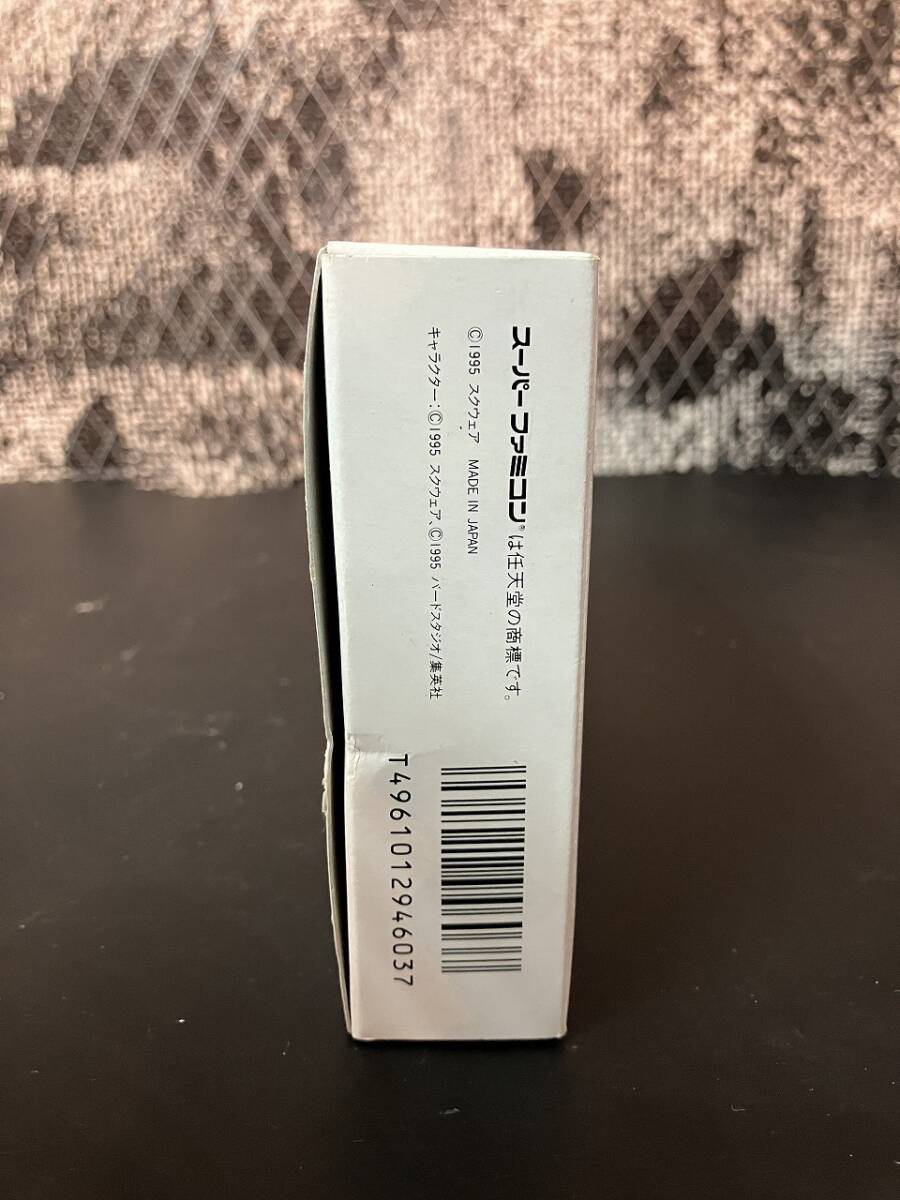 スーパーファミコン®は任天堂の商標です。
©1995 スクウェア MADE IN JAPAN
キャラクター：©1995 スクウェア、©1995 バードスタジオ/集英社
T4961012946037